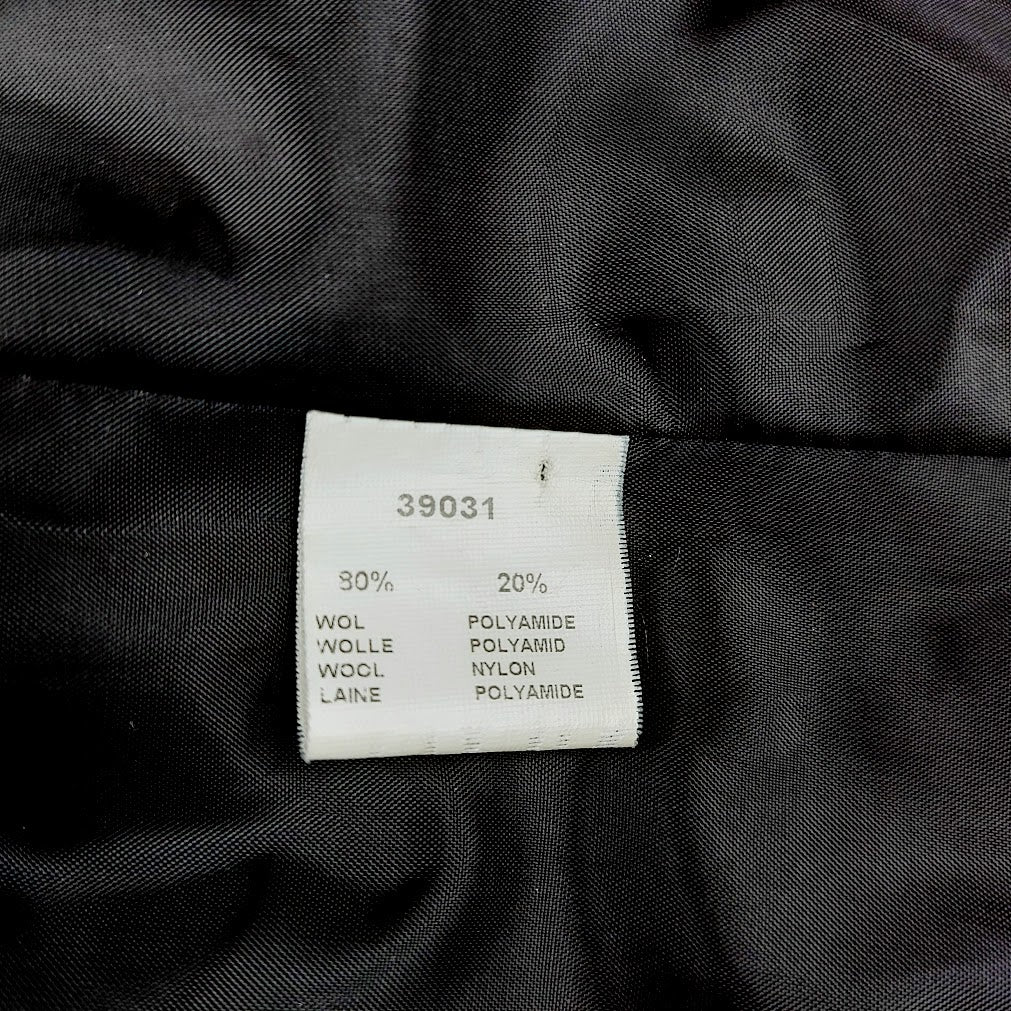 39031
80% 20%
WOL POLYAMIDE
WOLLE POLYAMID
WOOL NYLON
LAINE POLYAMIDE